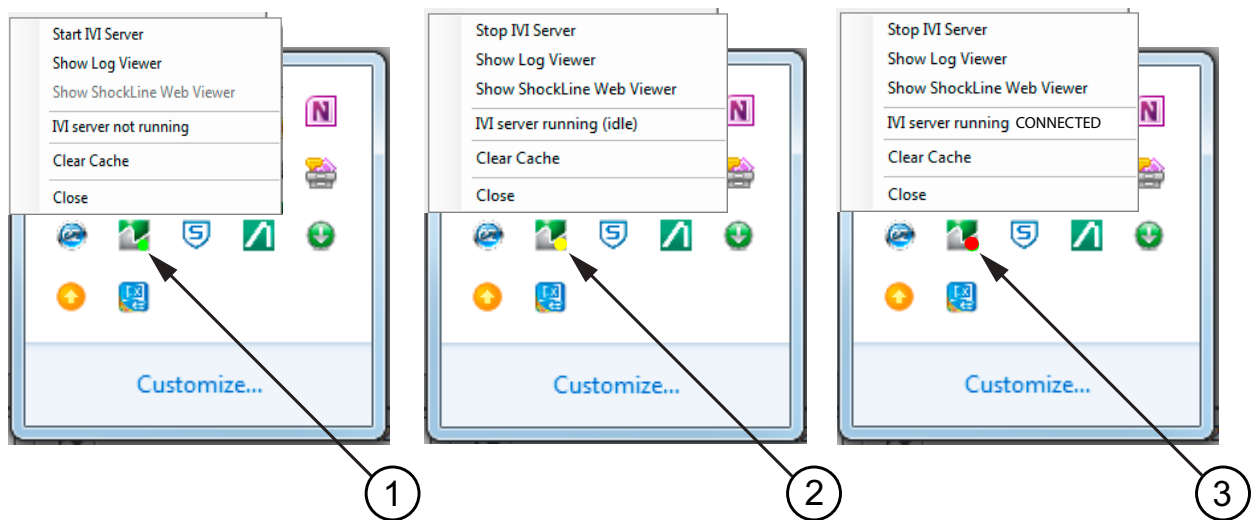 Start IVI Server
Show Log Viewer
Show ShockLine Web Viewer
IVI server not running
Clear Cache
Close
N
S
Customize...
1
Stop IVI Server
Show Log Viewer
Show ShockLine Web Viewer
IVI server running (idle)
Clear Cache
Close
N
S
Customize...
2
Stop IVI Server
Show Log Viewer
Show ShockLine Web Viewer
IVI server running CONNECTED
Clear Cache
Close
N
S
Customize...
3